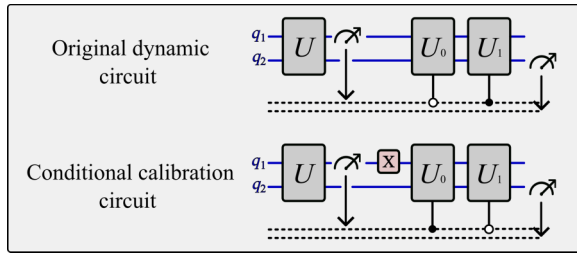 Original dynamic
circuit
q₁
q₂
U
U₀
U₁
Conditional calibration
circuit
q₁
q₂
U
X
U₀
U₁